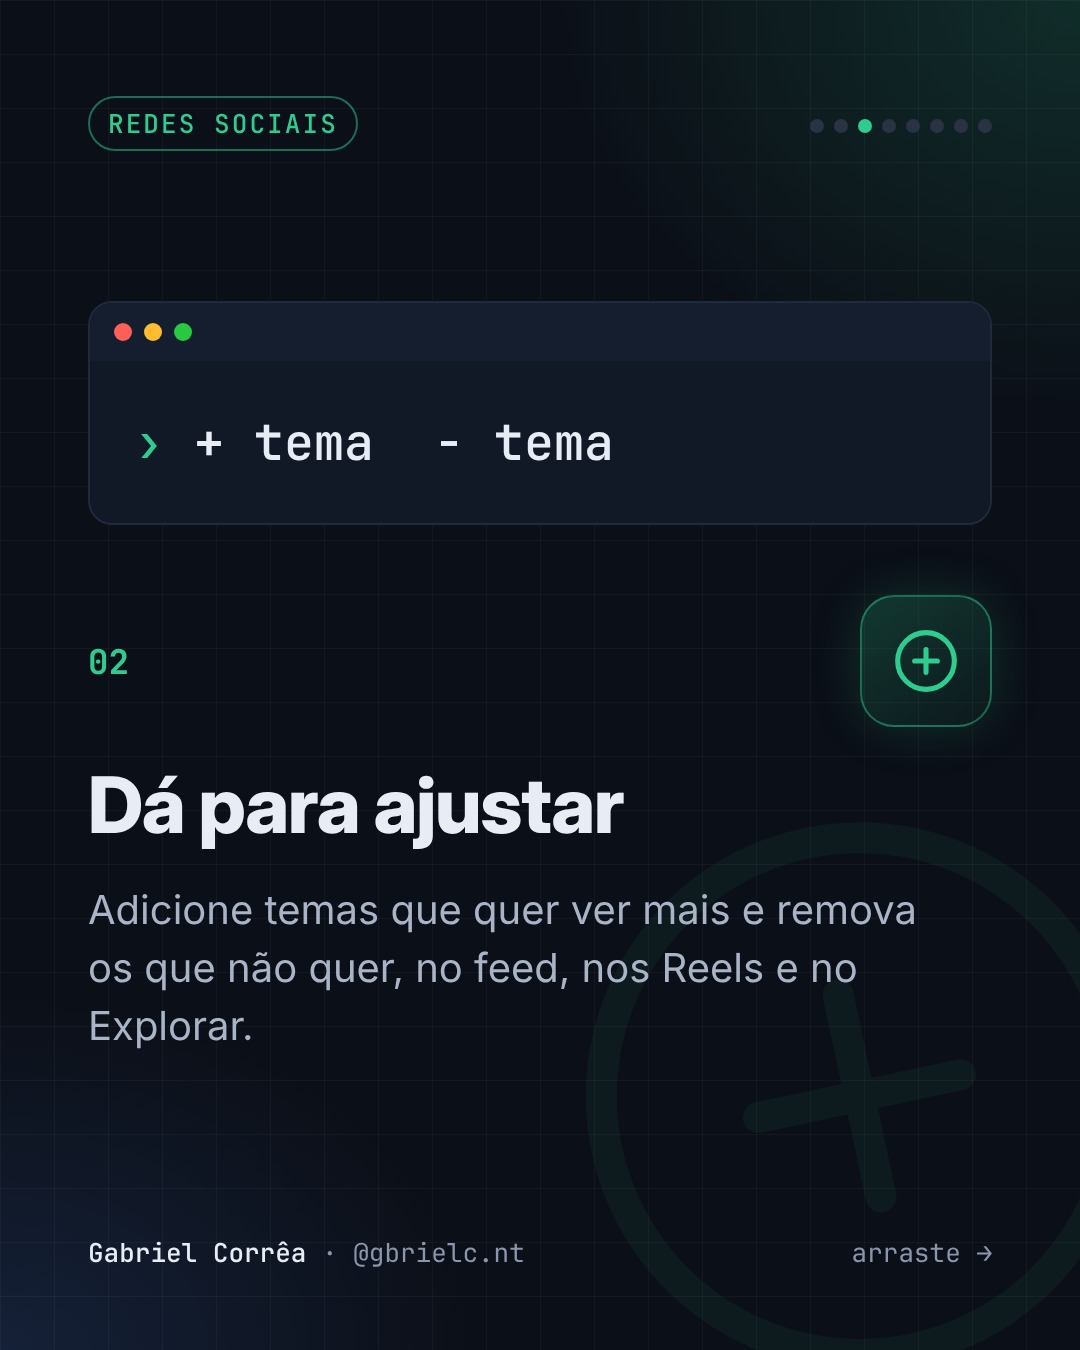 REDES SOCIAIS
› + tema  - tema
02
Dá para ajustar
Adicione temas que quer ver mais e remova
os que não quer, no feed, nos Reels e no
Explorar.
Gabriel Corrêa · @gbrielc.nt
arraste →